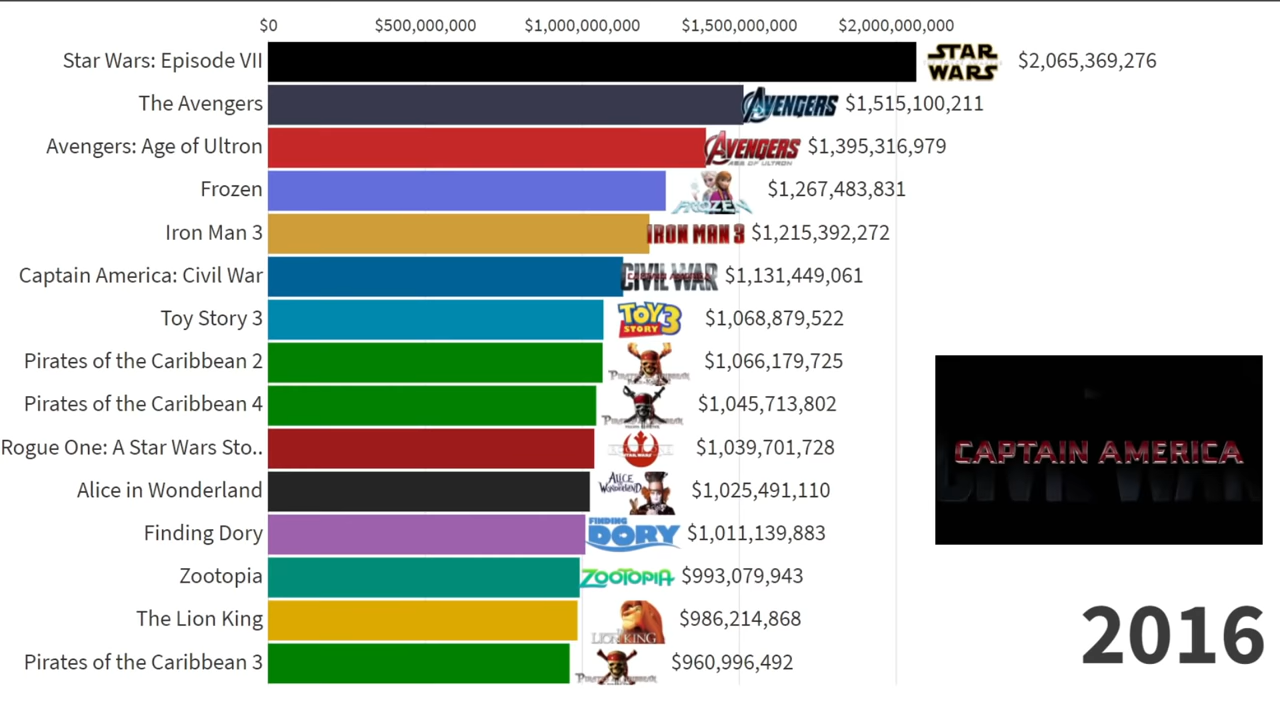 $0 $500,000,000 $1,000,000,000 $1,500,000,000 $2,000,000,000
Star Wars: Episode VII STAR WARS $2,065,369,276
The Avengers AVENGERS $1,515,100,211
Avengers: Age of Ultron AVENGERS AGE OF ULTRON $1,395,316,979
Frozen FROZEN $1,267,483,831
Iron Man 3 IRON MAN 3 $1,215,392,272
Captain America: Civil War CIVIL WAR $1,131,449,061
Toy Story 3 TOY STORY 3 $1,068,879,522
Pirates of the Caribbean 2 $1,066,179,725
Pirates of the Caribbean 4 $1,045,713,802
Rogue One: A Star Wars Sto.. STAR WARS $1,039,701,728
Alice in Wonderland ALICE IN WONDERLAND $1,025,491,110
Finding Dory FINDING DORY $1,011,139,883
Zootopia ZOOTOPIA $993,079,943
The Lion King LION KING $986,214,868
Pirates of the Caribbean 3 $960,996,492
CAPTAIN AMERICA
CIVIL WAR
2016